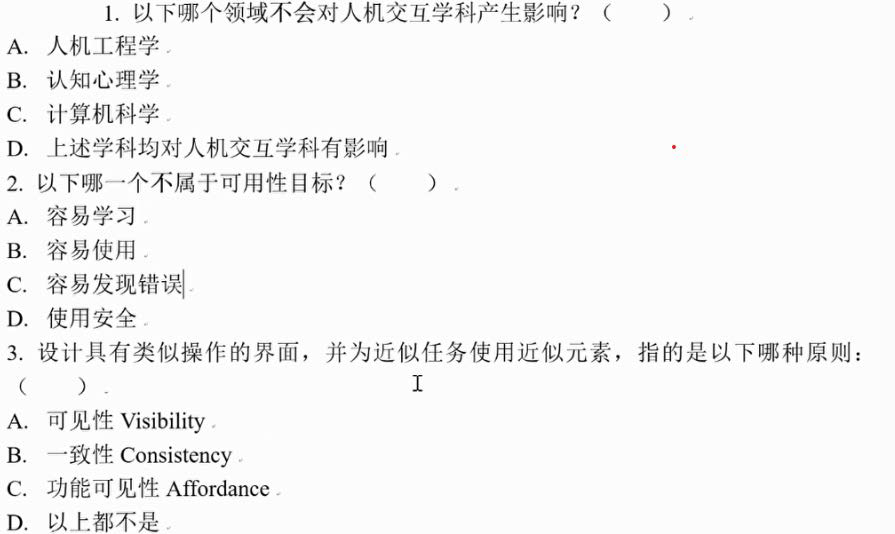 1. 以下哪个领域不会对人机交互学科产生影响？（　　）
A. 人机工程学
B. 认知心理学
C. 计算机科学
D. 上述学科均对人机交互学科有影响
2. 以下哪一个不属于可用性目标？（　　）
A. 容易学习
B. 容易使用
C. 容易发现错误
D. 使用安全
3. 设计具有类似操作的界面，并为近似任务使用近似元素，指的是以下哪种原则：
（　　）
A. 可见性 Visibility
B. 一致性 Consistency
C. 功能可见性 Affordance
D. 以上都不是